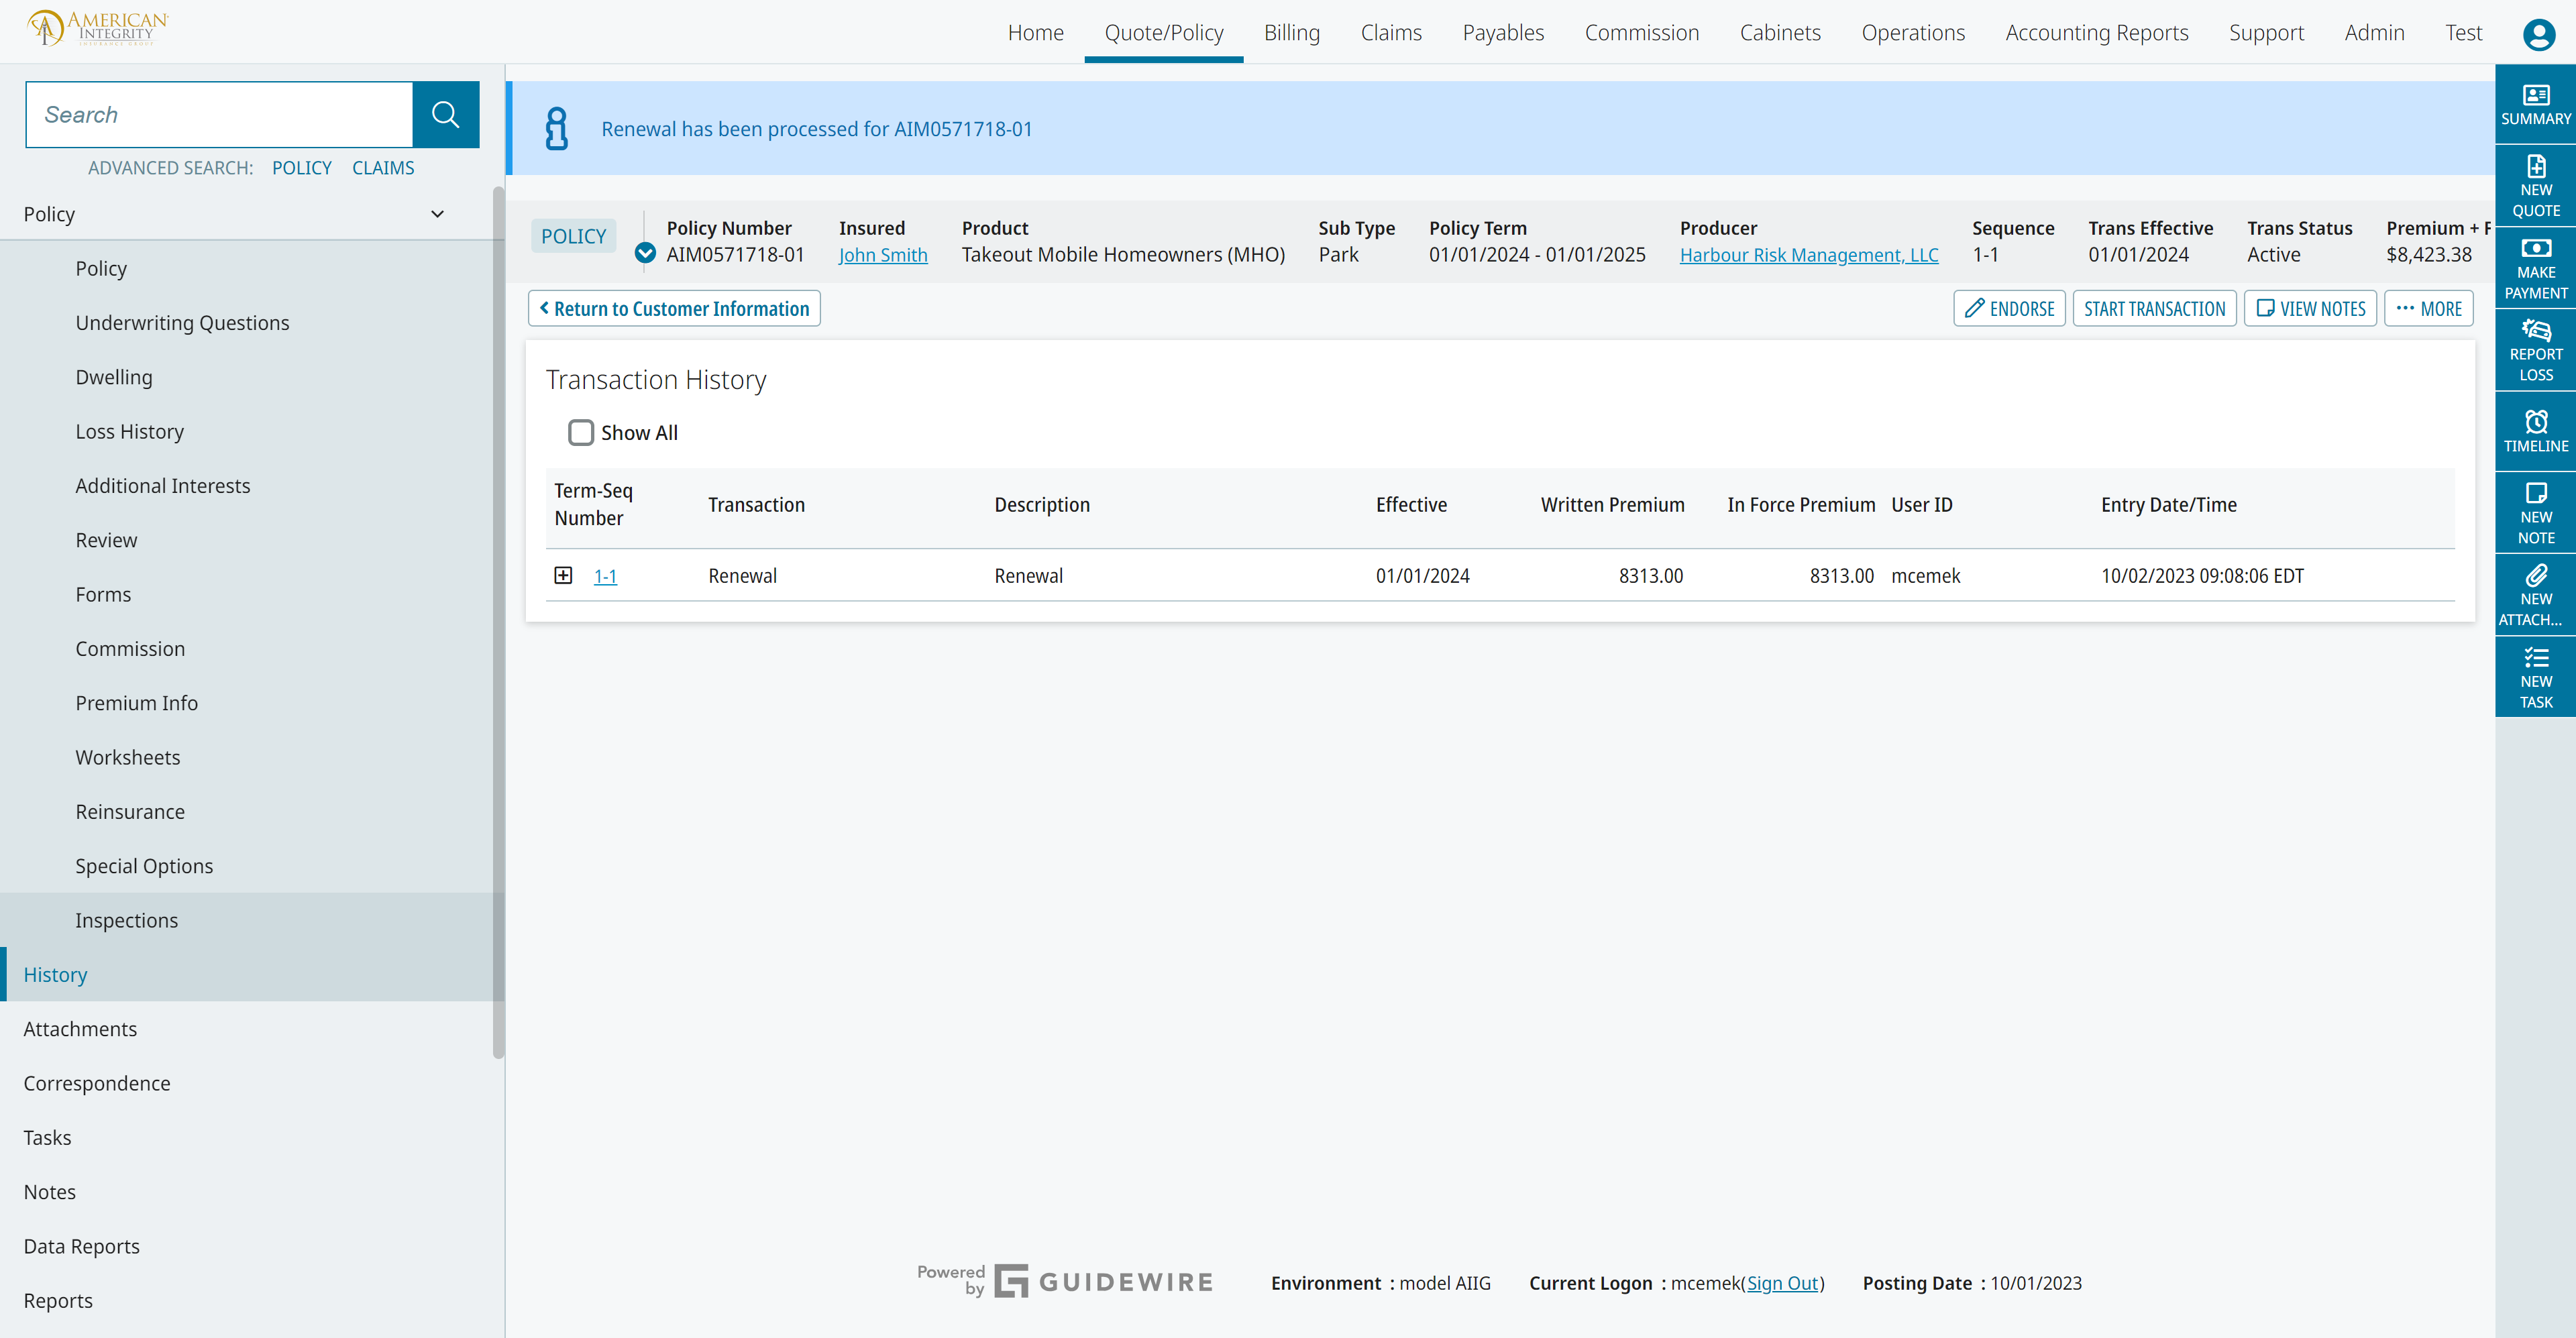 AMERICAN
INTEGRITY
INSURANCE GROUP
Home
Quote/Policy
Billing
Claims
Payables
Commission
Cabinets
Operations
Accounting Reports
Support
Admin
Test
Search
ADVANCED SEARCH: POLICY CLAIMS
Policy
Policy
Underwriting Questions
Dwelling
Loss History
Additional Interests
Review
Forms
Commission
Premium Info
Worksheets
Reinsurance
Special Options
Inspections
History
Attachments
Correspondence
Tasks
Notes
Data Reports
Reports
Renewal has been processed for AIM0571718-01
POLICY
Policy Number
AIM0571718-01
Insured
John Smith
Product
Takeout Mobile Homeowners (MHO)
Sub Type
Park
Policy Term
01/01/2024 - 01/01/2025
Producer
Harbour Risk Management, LLC
Sequence
1-1
Trans Effective
01/01/2024
Trans Status
Active
Premium + F
$8,423.38
Return to Customer Information
ENDORSE
START TRANSACTION
VIEW NOTES
MORE
Transaction History
Show All
Term-Seq
Number
Transaction
Description
Effective
Written Premium
In Force Premium
User ID
Entry Date/Time
1-1
Renewal
Renewal
01/01/2024
8313.00
8313.00
mcemek
10/02/2023 09:08:06 EDT
SUMMARY
NEW
QUOTE
MAKE
PAYMENT
REPORT
LOSS
TIMELINE
NEW
NOTE
NEW
ATTACH...
NEW
TASK
Powered
by
GUIDEWIRE
Environment : model AIIG
Current Logon : mcemek(Sign Out)
Posting Date : 10/01/2023